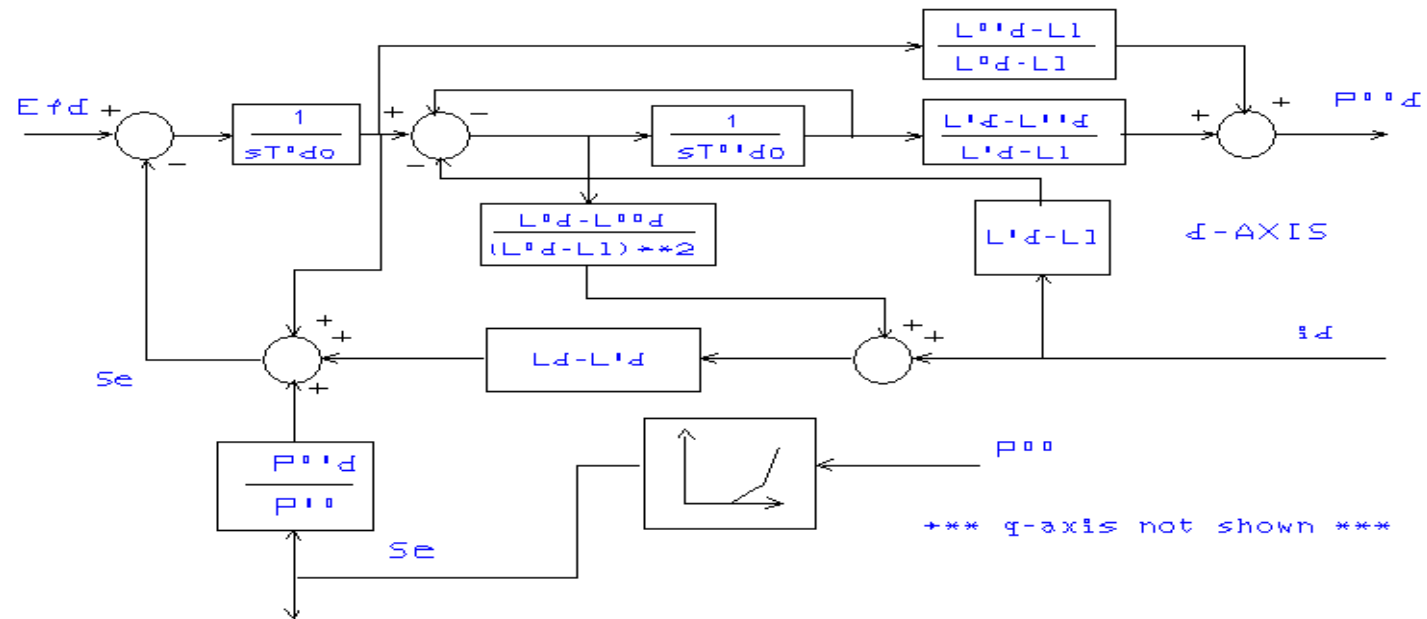 L''d-Ll
L'd-Ll
Efd
+
1
sT'do
+
-
1
sT''do
L'd-L''d
L'd-Ll
+
+
P''d
-
-
L'd-L''d
(L'd-Ll)**2
L'd-Ll
d-AXIS
+
+
Ld-L'd
+
+
id
Se
+
P''d
P''
P''
Se
*** q-axis not shown ***